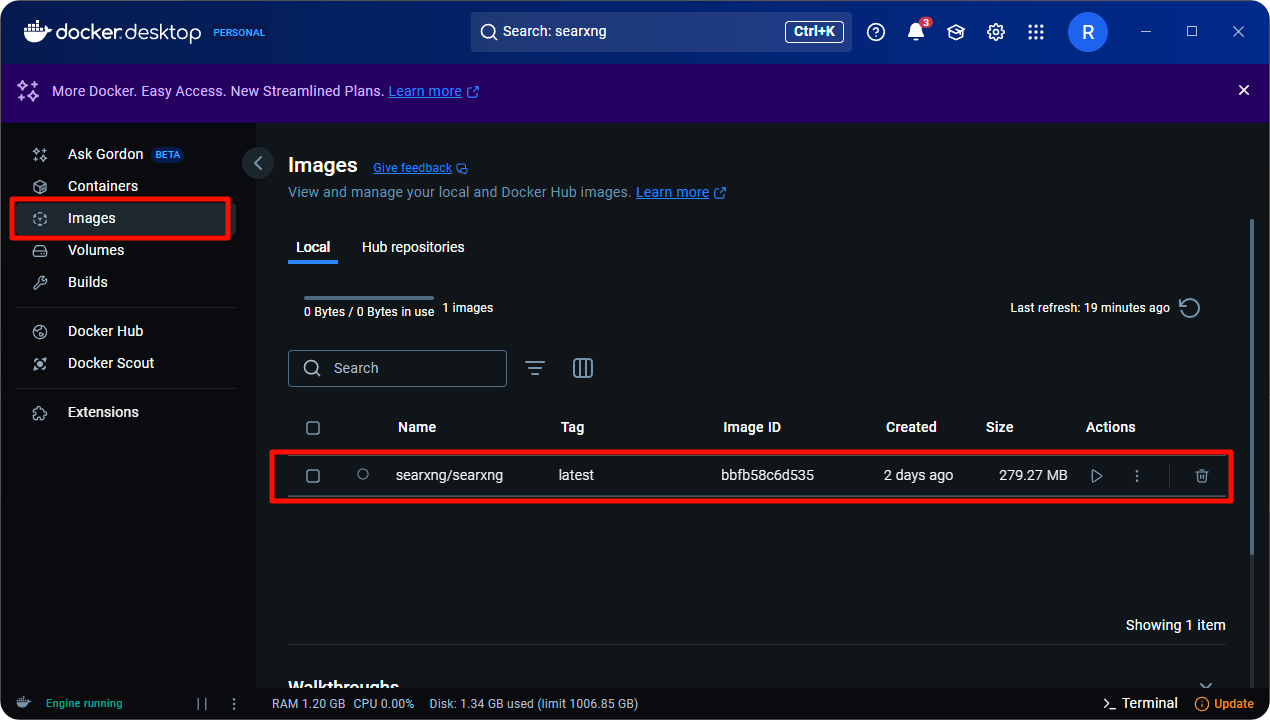 docker.desktop PERSONAL Search: searxng Ctrl+K 3 R
More Docker. Easy Access. New Streamlined Plans. Learn more
Ask Gordon BETA
Containers
Images
Volumes
Builds
Docker Hub
Docker Scout
Extensions
Images Give feedback
View and manage your local and Docker Hub images. Learn more
Local Hub repositories
0 Bytes / 0 Bytes in use 1 images Last refresh: 19 minutes ago
Search
Name Tag Image ID Created Size Actions
searxng/searxng latest bbfb58c6d535 2 days ago 279.27 MB
Showing 1 item
Walkthroughs
Engine running RAM 1.20 GB CPU 0.00% Disk: 1.34 GB used (limit 1006.85 GB) >_ Terminal Update